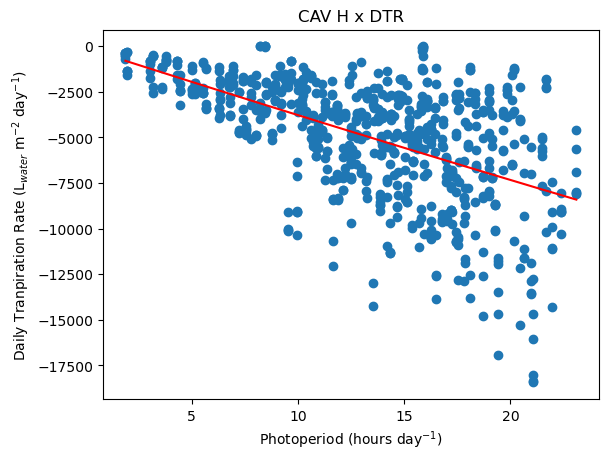 CAV H x DTR
0
−2500
−5000
−7500
−10000
−12500
−15000
−17500
Daily Tranpiration Rate (L_water m^−2 day^−1)
5 10 15 20
Photoperiod (hours day^−1)